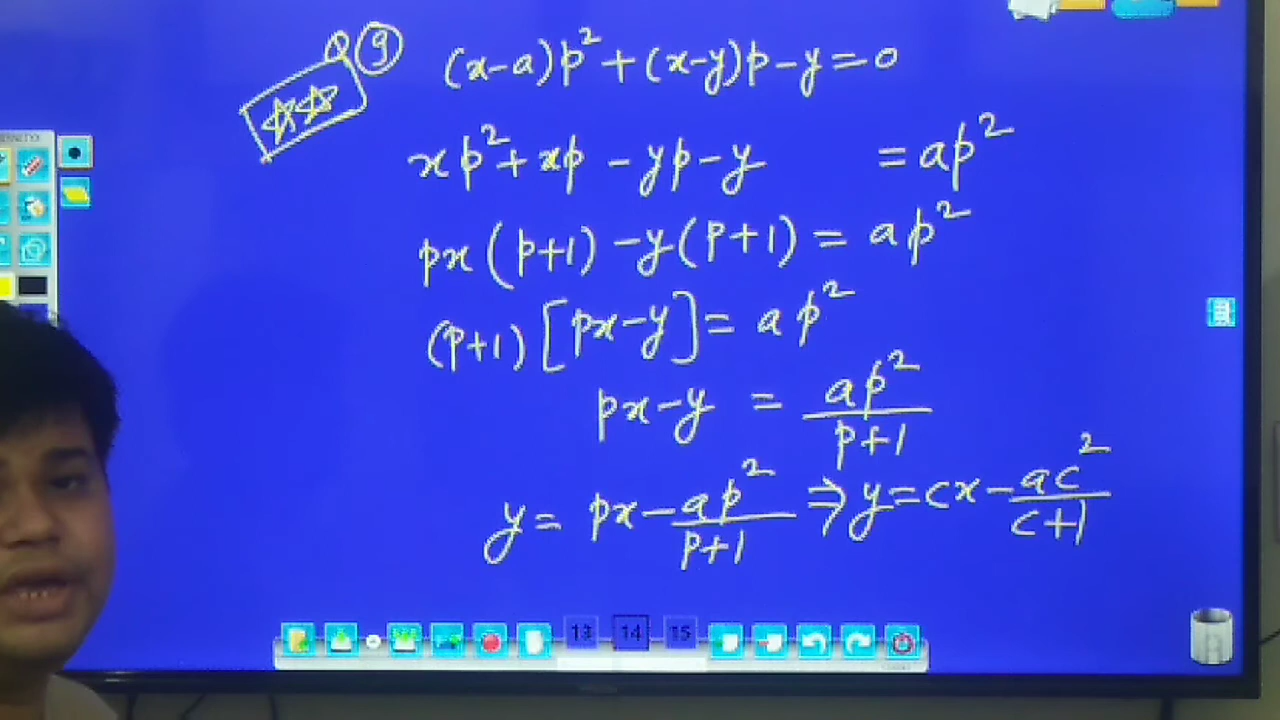 Q 9 (x-a)p² + (x-y)p - y = 0
xp² + xp - yp - y = ap²
px(p+1) - y(p+1) = ap²
(p+1)[px-y] = ap²
px-y = ap²/p+1
y = px - ap²/p+1 ⇒ y = cx - ac²/c+1
13 14 15